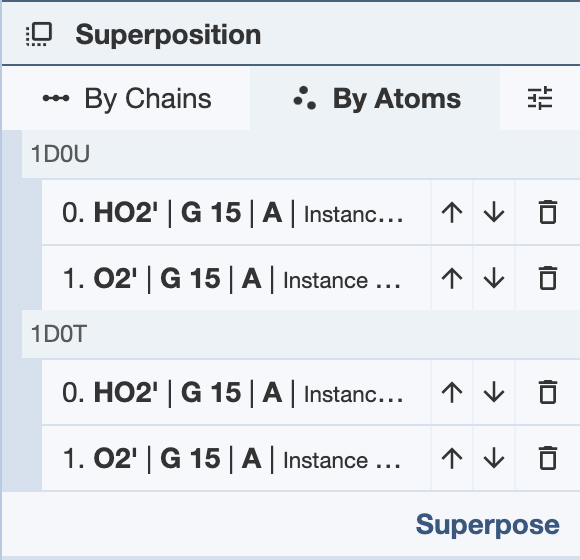 Superposition
By Chains By Atoms
1D0U
0. HO2' | G 15 | A | Instanc...
1. O2' | G 15 | A | Instance ...
1D0T
0. HO2' | G 15 | A | Instanc...
1. O2' | G 15 | A | Instance ...
Superpose